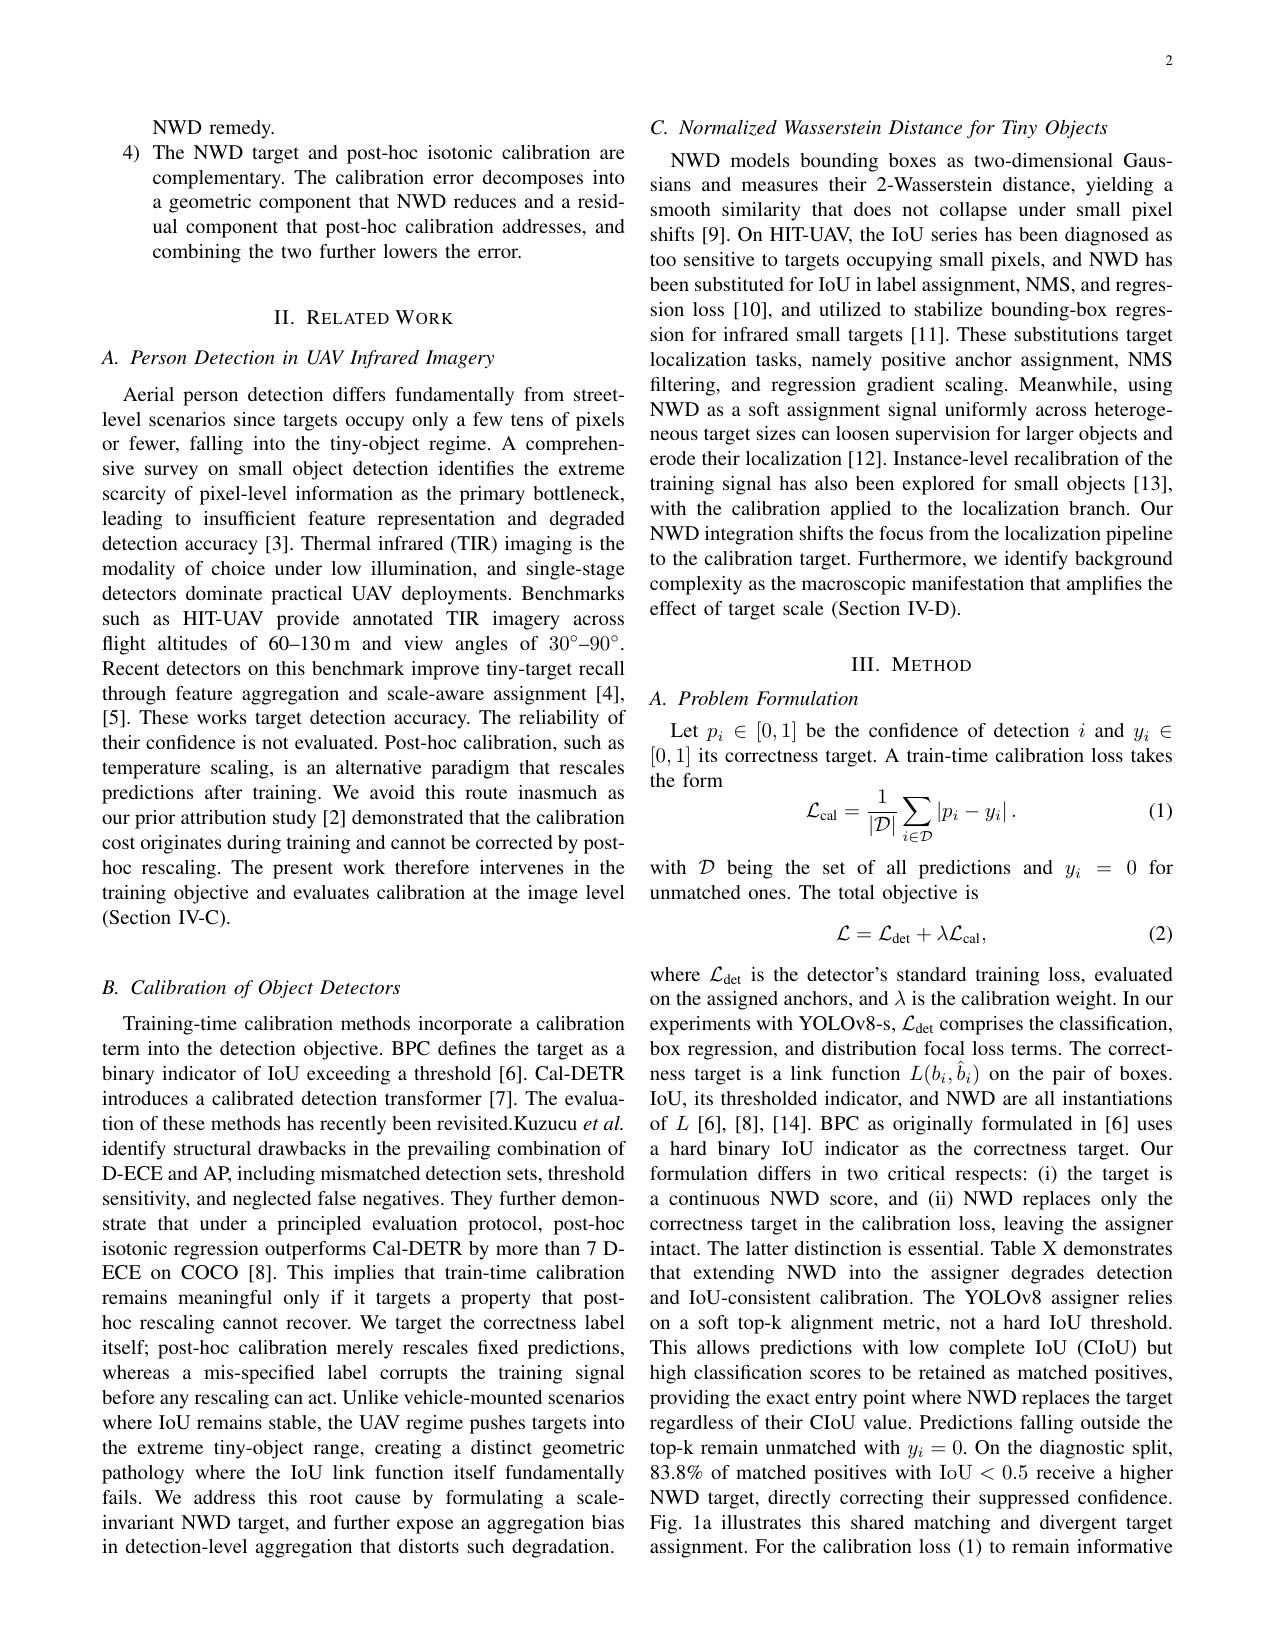 2
NWD remedy.
4) The NWD target and post-hoc isotonic calibration are
complementary. The calibration error decomposes into
a geometric component that NWD reduces and a resid-
ual component that post-hoc calibration addresses, and
combining the two further lowers the error.
II. RELATED WORK
A. Person Detection in UAV Infrared Imagery
Aerial person detection differs fundamentally from street-
level scenarios since targets occupy only a few tens of pixels
or fewer, falling into the tiny-object regime. A comprehen-
sive survey on small object detection identifies the extreme
scarcity of pixel-level information as the primary bottleneck,
leading to insufficient feature representation and degraded
detection accuracy [3]. Thermal infrared (TIR) imaging is the
modality of choice under low illumination, and single-stage
detectors dominate practical UAV deployments. Benchmarks
such as HIT-UAV provide annotated TIR imagery across
flight altitudes of 60–130 m and view angles of 30°–90°.
Recent detectors on this benchmark improve tiny-target recall
through feature aggregation and scale-aware assignment [4],
[5]. These works target detection accuracy. The reliability of
their confidence is not evaluated. Post-hoc calibration, such as
temperature scaling, is an alternative paradigm that rescales
predictions after training. We avoid this route inasmuch as
our prior attribution study [2] demonstrated that the calibration
cost originates during training and cannot be corrected by post-
hoc rescaling. The present work therefore intervenes in the
training objective and evaluates calibration at the image level
(Section IV-C).
B. Calibration of Object Detectors
Training-time calibration methods incorporate a calibration
term into the detection objective. BPC defines the target as a
binary indicator of IoU exceeding a threshold [6]. Cal-DETR
introduces a calibrated detection transformer [7]. The evalua-
tion of these methods has recently been revisited.Kuzucu et al.
identify structural drawbacks in the prevailing combination of
D-ECE and AP, including mismatched detection sets, threshold
sensitivity, and neglected false negatives. They further demon-
strate that under a principled evaluation protocol, post-hoc
isotonic regression outperforms Cal-DETR by more than 7 D-
ECE on COCO [8]. This implies that train-time calibration
remains meaningful only if it targets a property that post-
hoc rescaling cannot recover. We target the correctness label
itself; post-hoc calibration merely rescales fixed predictions,
whereas a mis-specified label corrupts the training signal
before any rescaling can act. Unlike vehicle-mounted scenarios
where IoU remains stable, the UAV regime pushes targets into
the extreme tiny-object range, creating a distinct geometric
pathology where the IoU link function itself fundamentally
fails. We address this root cause by formulating a scale-
invariant NWD target, and further expose an aggregation bias
in detection-level aggregation that distorts such degradation.
C. Normalized Wasserstein Distance for Tiny Objects
NWD models bounding boxes as two-dimensional Gaus-
sians and measures their 2-Wasserstein distance, yielding a
smooth similarity that does not collapse under small pixel
shifts [9]. On HIT-UAV, the IoU series has been diagnosed as
too sensitive to targets occupying small pixels, and NWD has
been substituted for IoU in label assignment, NMS, and regres-
sion loss [10], and utilized to stabilize bounding-box regres-
sion for infrared small targets [11]. These substitutions target
localization tasks, namely positive anchor assignment, NMS
filtering, and regression gradient scaling. Meanwhile, using
NWD as a soft assignment signal uniformly across heteroge-
neous target sizes can loosen supervision for larger objects and
erode their localization [12]. Instance-level recalibration of the
training signal has also been explored for small objects [13],
with the calibration applied to the localization branch. Our
NWD integration shifts the focus from the localization pipeline
to the calibration target. Furthermore, we identify background
complexity as the macroscopic manifestation that amplifies the
effect of target scale (Section IV-D).
III. METHOD
A. Problem Formulation
Let p_i ∈ [0, 1] be the confidence of detection i and y_i ∈
[0, 1] its correctness target. A train-time calibration loss takes
the form
ℒ_cal = 1/|𝒟| ∑_{i∈𝒟} |p_i − y_i| . (1)
with 𝒟 being the set of all predictions and y_i = 0 for
unmatched ones. The total objective is
ℒ = ℒ_det + λℒ_cal, (2)
where ℒ_det is the detector's standard training loss, evaluated
on the assigned anchors, and λ is the calibration weight. In our
experiments with YOLOv8-s, ℒ_det comprises the classification,
box regression, and distribution focal loss terms. The correct-
ness target is a link function L(b_i, b̂_i) on the pair of boxes.
IoU, its thresholded indicator, and NWD are all instantiations
of L [6], [8], [14]. BPC as originally formulated in [6] uses
a hard binary IoU indicator as the correctness target. Our
formulation differs in two critical respects: (i) the target is
a continuous NWD score, and (ii) NWD replaces only the
correctness target in the calibration loss, leaving the assigner
intact. The latter distinction is essential. Table X demonstrates
that extending NWD into the assigner degrades detection
and IoU-consistent calibration. The YOLOv8 assigner relies
on a soft top-k alignment metric, not a hard IoU threshold.
This allows predictions with low complete IoU (CIoU) but
high classification scores to be retained as matched positives,
providing the exact entry point where NWD replaces the target
regardless of their CIoU value. Predictions falling outside the
top-k remain unmatched with y_i = 0. On the diagnostic split,
83.8% of matched positives with IoU < 0.5 receive a higher
NWD target, directly correcting their suppressed confidence.
Fig. 1a illustrates this shared matching and divergent target
assignment. For the calibration loss (1) to remain informative